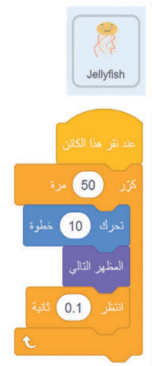 Jellyfish
عند نقر هذا الكائن
كرّر 50 مرة
تحرك 10 خطوة
المظهر التالي
انتظر 0.1 ثانية